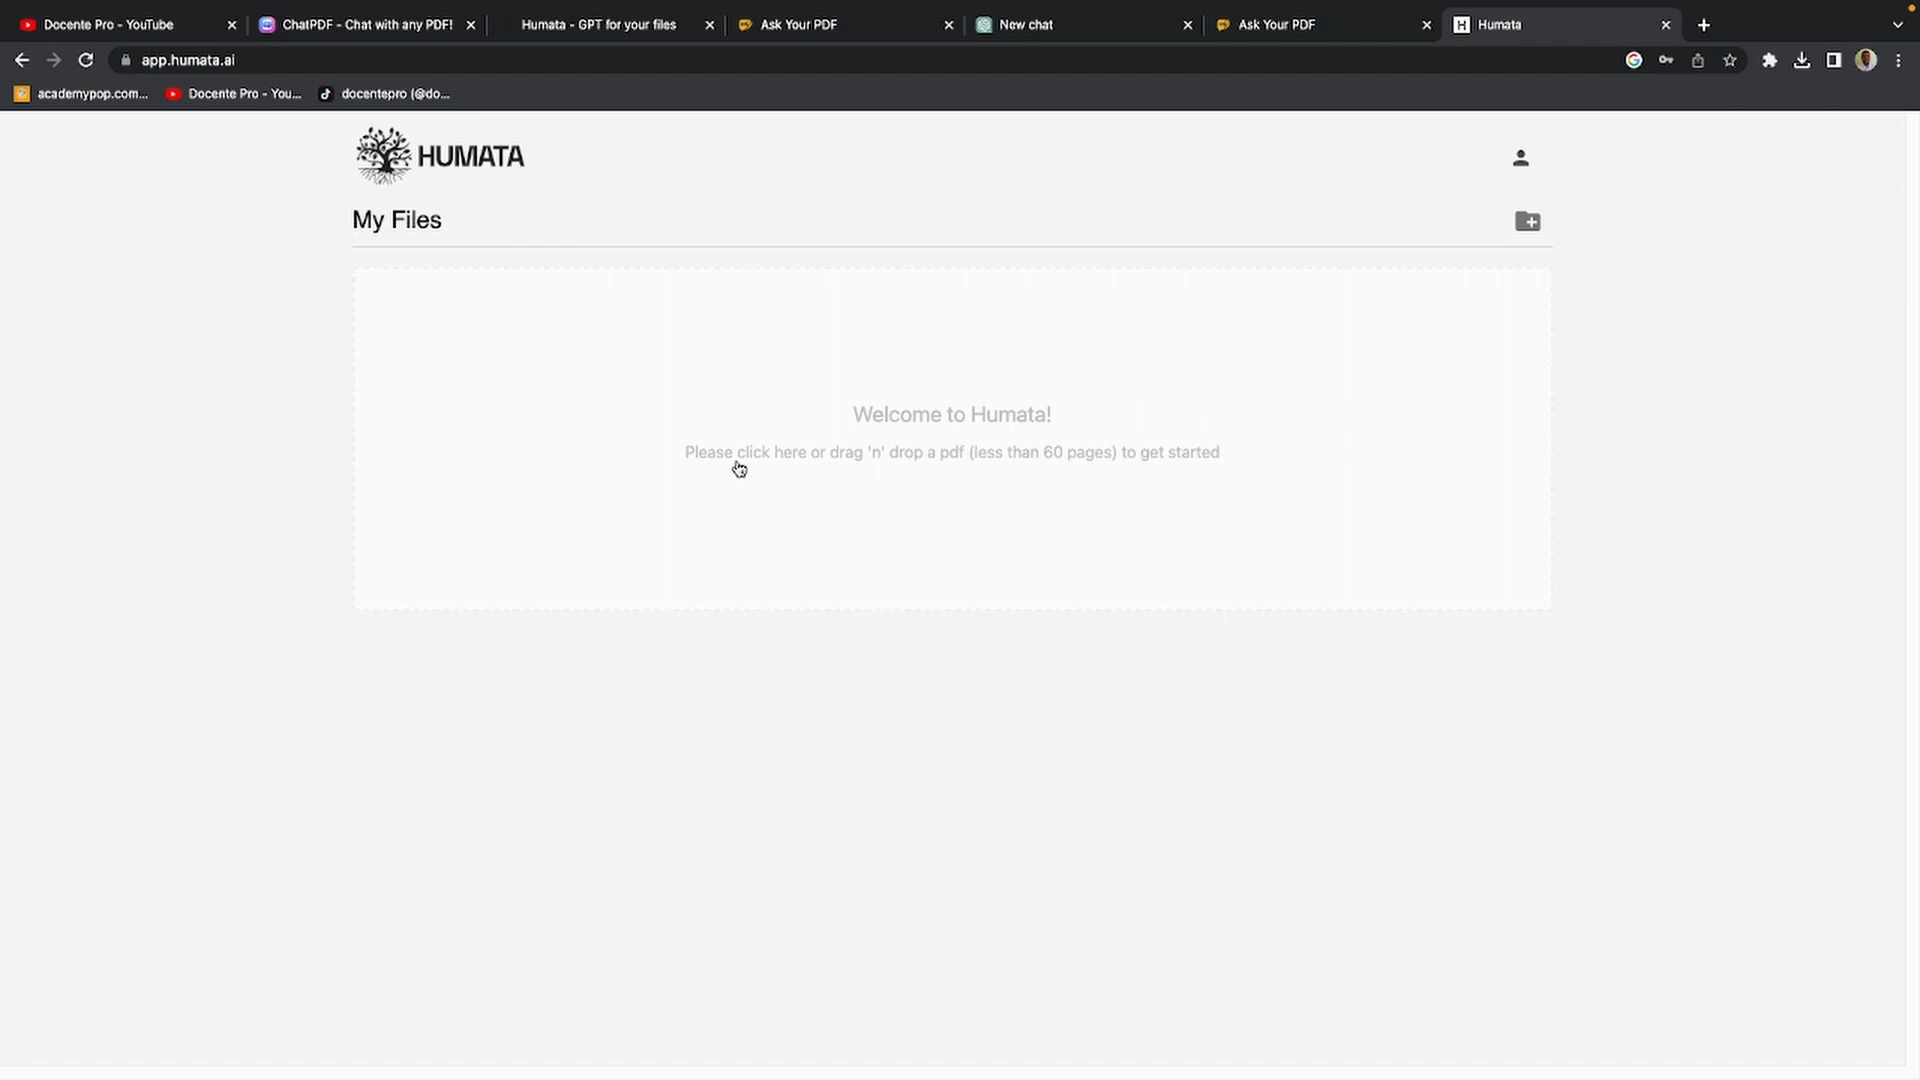 Docente Pro - YouTube
ChatPDF - Chat with any PDF!
Humata - GPT for your files
Ask Your PDF
New chat
Ask Your PDF
H Humata
app.humata.ai
academypop.com...
Docente Pro - You...
docentepro (@do...
HUMATA
My Files
Welcome to Humata!
Please click here or drag 'n' drop a pdf (less than 60 pages) to get started